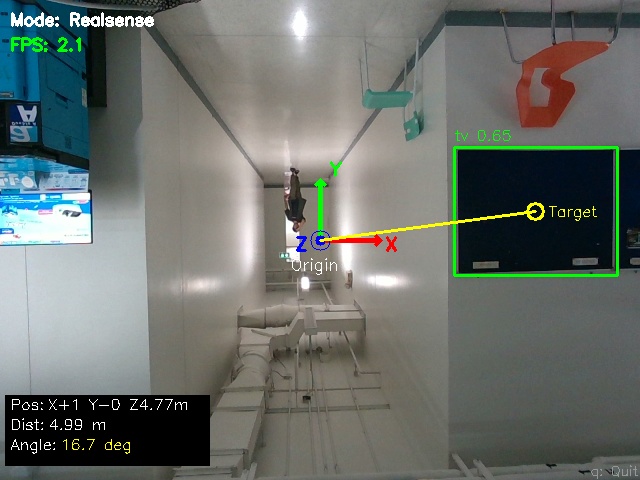 Mode: Realsense
FPS: 2.1
tv 0.65
Y
Target
Z
X
Origin
Pos: X+1 Y-0 Z4.77m
Dist: 4.99 m
Angle: 16.7 deg
q: Quit